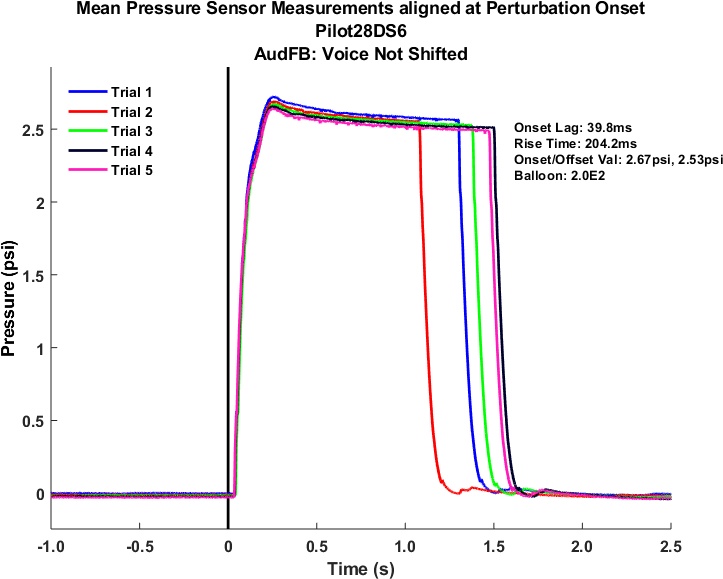 Mean Pressure Sensor Measurements aligned at Perturbation Onset
Pilot28DS6
AudFB: Voice Not Shifted
Trial 1
Trial 2
Trial 3
Trial 4
Trial 5
Onset Lag: 39.8ms
Rise Time: 204.2ms
Onset/Offset Val: 2.67psi, 2.53psi
Balloon: 2.0E2
Pressure (psi)
2.5
2
1.5
1
0.5
0
-1.0 -0.5 0 0.5 1.0 1.5 2.0 2.5
Time (s)